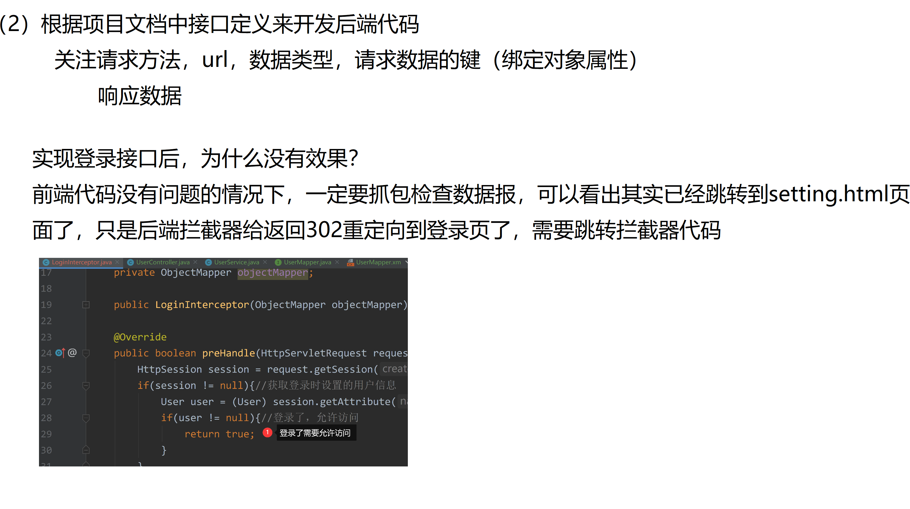 (2) 根据项目文档中接口定义来开发后端代码
关注请求方法，url，数据类型，请求数据的键（绑定对象属性）
响应数据
实现登录接口后，为什么没有效果？
前端代码没有问题的情况下，一定要抓包检查数据报，可以看出其实已经跳转到setting.html页
面了，只是后端拦截器给返回302重定向到登录页了，需要跳转拦截器代码
LoginInterceptor.java × UserController.java × UserService.java × UserMapper.java × UserMapper.xm
17 private ObjectMapper objectMapper;
18
19 public LoginInterceptor(ObjectMapper objectMapper)
22
23 @Override
24 @ public boolean preHandle(HttpServletRequest reques
25 HttpSession session = request.getSession( creat
26 if(session != null){//获取登录时设置的用户信息
27 User user = (User) session.getAttribute( na
28 if(user != null){//登录了，允许访问
29 return true; 1 登录了需要允许访问
30 }
31 }